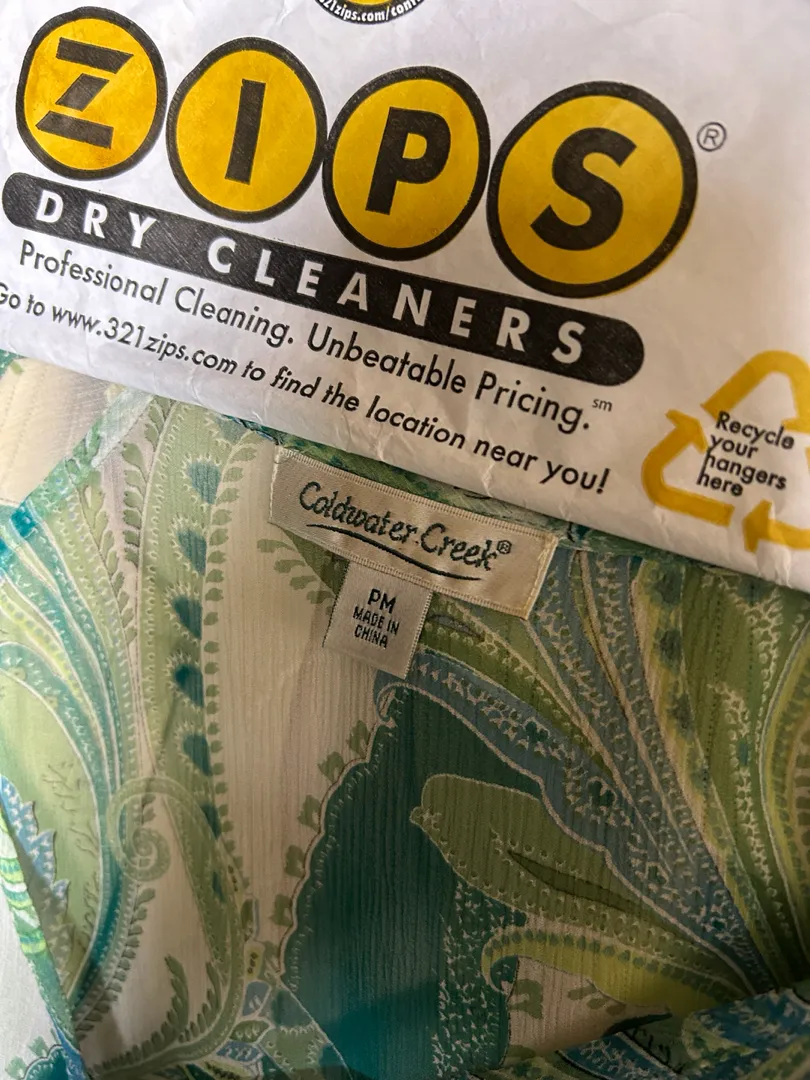 ZIPS®
DRY CLEANERS
Professional Cleaning. Unbeatable Pricing.℠
Go to www.321zips.com to find the location near you!
Recycle
your
hangers
here
Coldwater Creek®
PM
MADE IN
CHINA